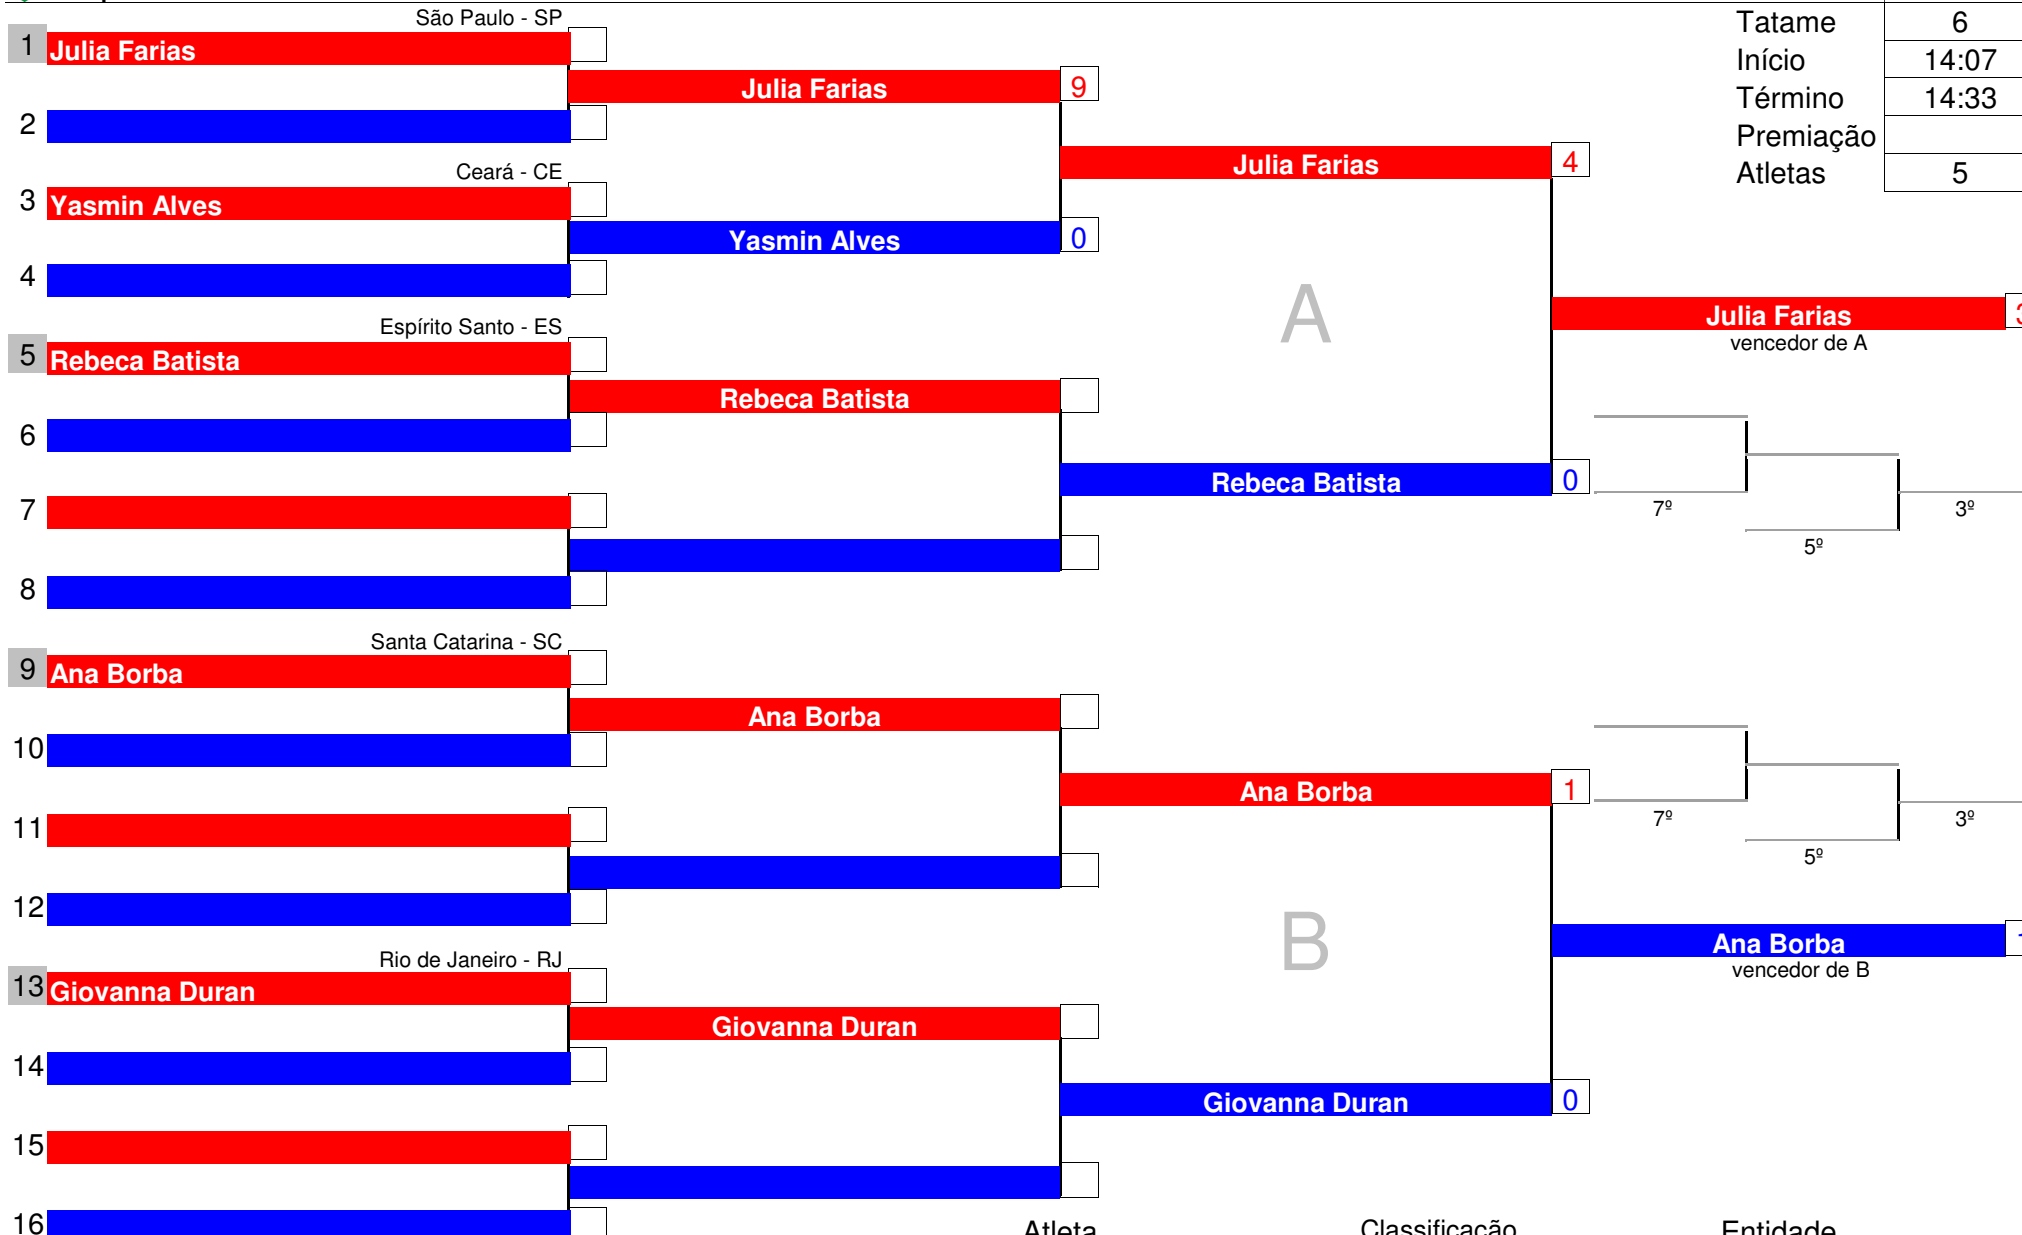 São Paulo - SP
1 Julia Farias
Julia Farias 9
2
Ceará - CE
3 Yasmin Alves
Yasmin Alves 0
4
Julia Farias 4
A
Espírito Santo - ES
5 Rebeca Batista
Rebeca Batista
6
Rebeca Batista 0
7
8
Tatame 6
Início 14:07
Término 14:33
Premiação
Atletas 5
Julia Farias
vencedor de A
7º
5º
3º
Santa Catarina - SC
9 Ana Borba
Ana Borba
10
Ana Borba 1
11
12
B
Rio de Janeiro - RJ
13 Giovanna Duran
Giovanna Duran
14
Giovanna Duran 0
15
16
7º
5º
3º
Ana Borba
vencedor de B
Atleta Classificação Entidade